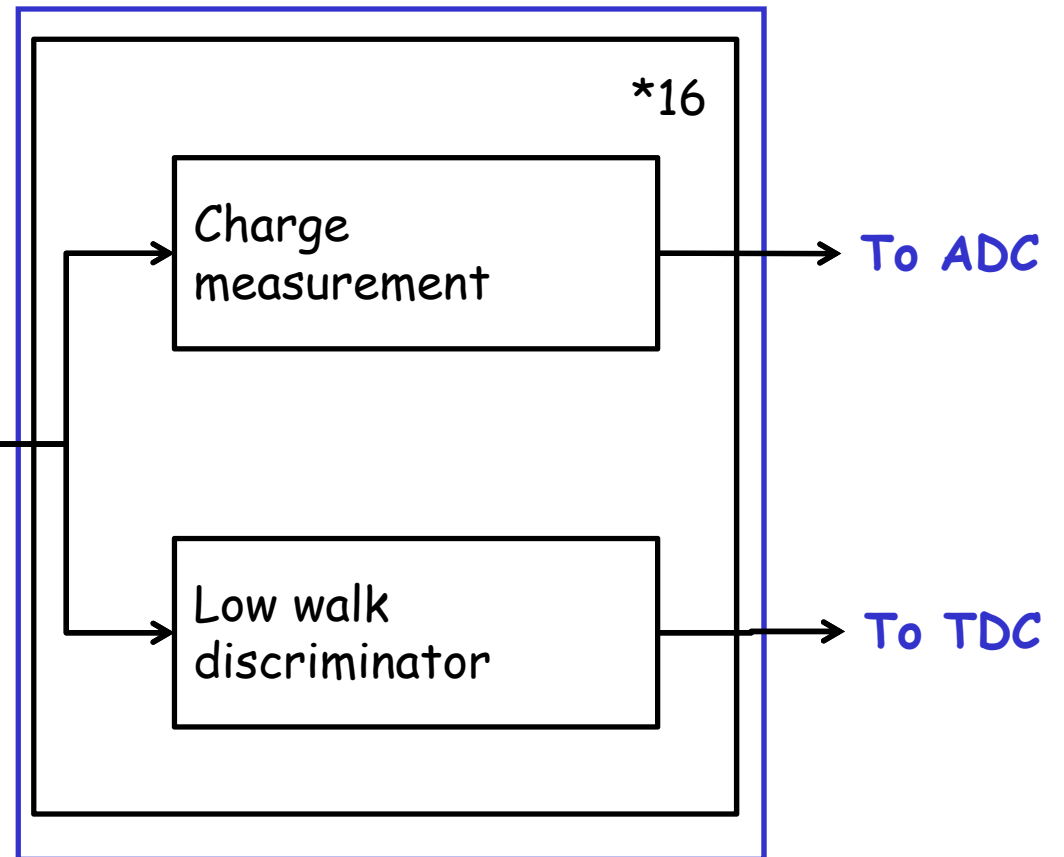 *16
Charge
measurement
To ADC
Low walk
discriminator
To TDC